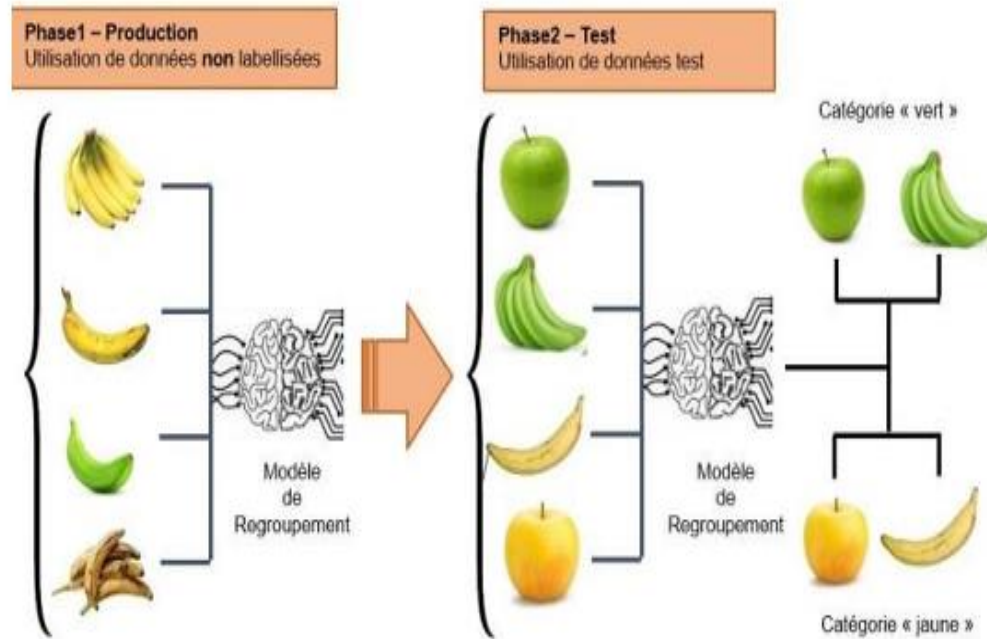 Phase1 – Production
Utilisation de données non labellisées
Phase2 – Test
Utilisation de données test
Catégorie « vert »
Modèle
de
Regroupement
Modèle
de
Regroupement
Catégorie « jaune »